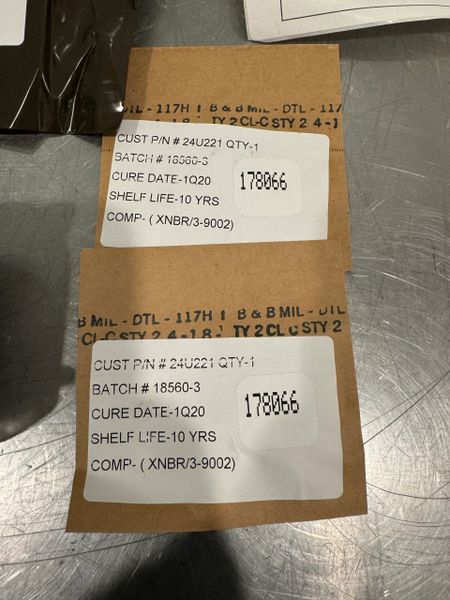 MIL - DTL - 117H I B & B MIL - DTL - 117
TY 2 CL-C STY 2 4 - 1
CUST P/N # 24U221 QTY-1
BATCH # 18560-3
CURE DATE-1Q20
178066
SHELF LIFE-10 YRS
COMP- ( XNBR/3-9002)
B MIL - DTL - 117H I B & B MIL - DTL
CL-C STY 2 4 - 1 8 - 1 TY 2 CL C STY 2
CUST P/N # 24U221 QTY-1
BATCH # 18560-3
CURE DATE-1Q20
178066
SHELF LIFE-10 YRS
COMP- ( XNBR/3-9002)